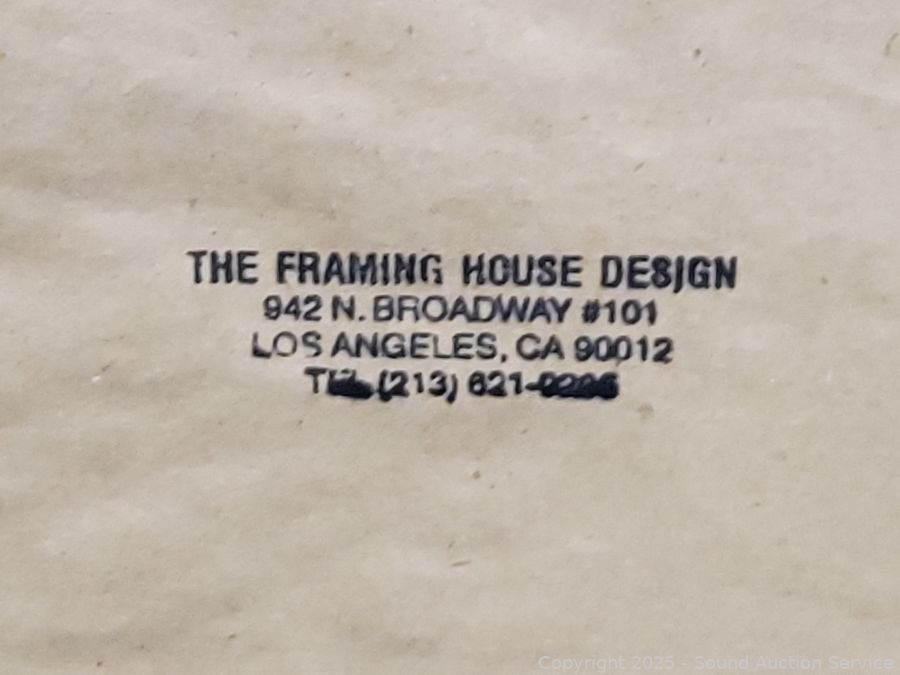 THE FRAMING HOUSE DESIGN
942 N. BROADWAY #101
LOS ANGELES, CA 90012
(213) 621-
Copyright 2025 - Sound Auction Service